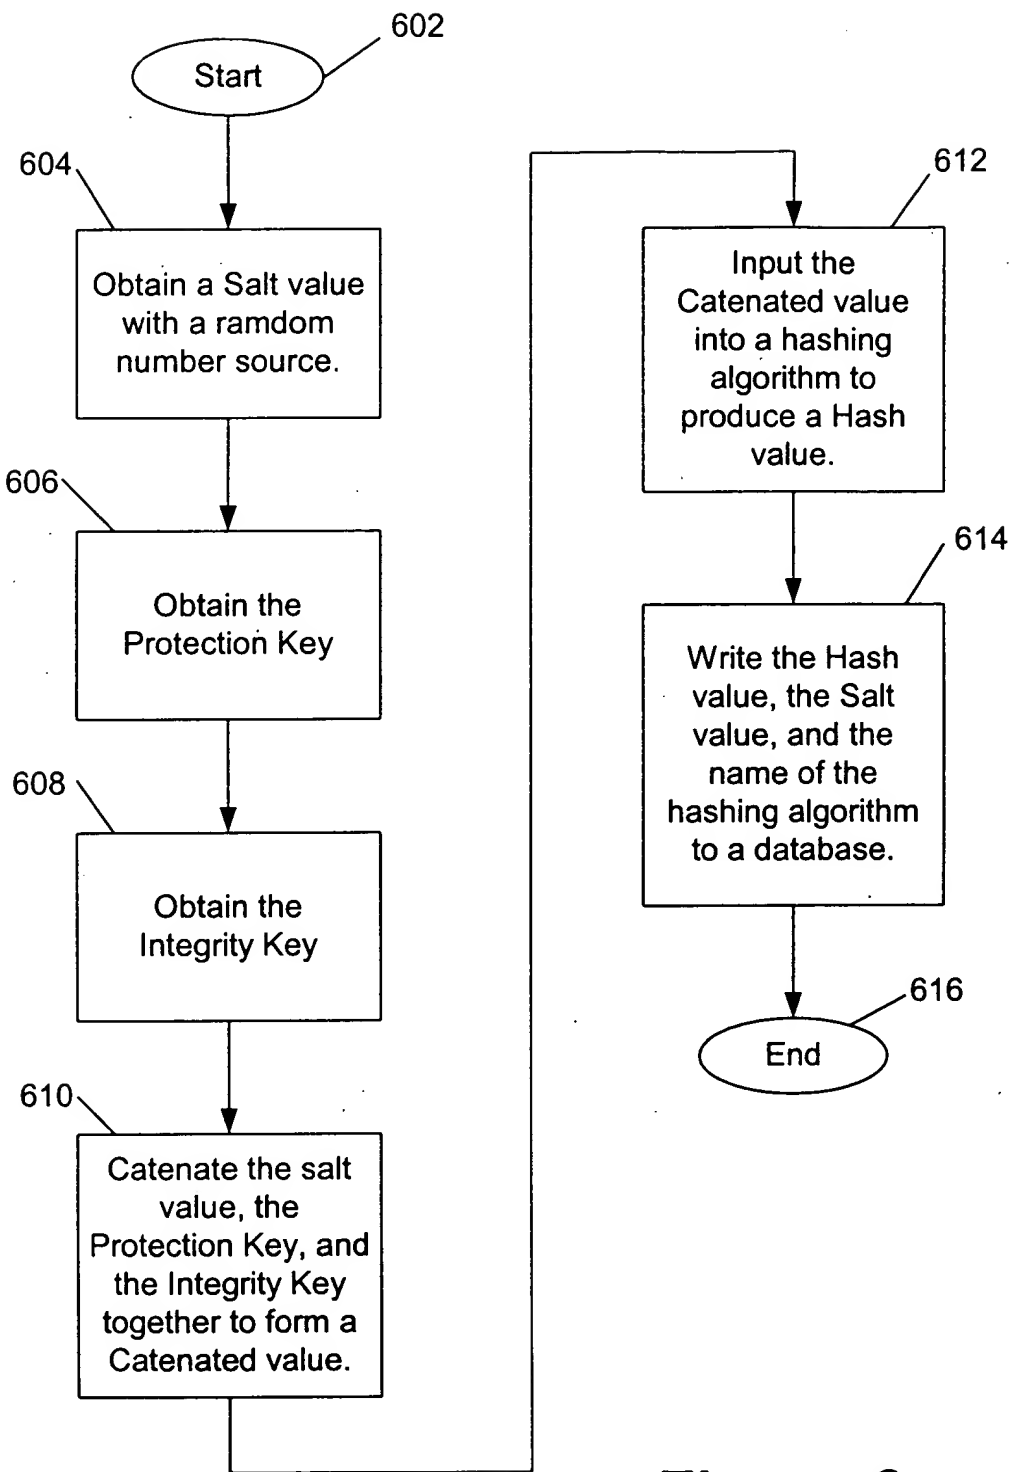 602
Start
604
Obtain a Salt value
with a ramdom
number source.
606
Obtain the
Protection Key
608
Obtain the
Integrity Key
610
Catenate the salt
value, the
Protection Key, and
the Integrity Key
together to form a
Catenated value.
612
Input the
Catenated value
into a hashing
algorithm to
produce a Hash
value.
614
Write the Hash
value, the Salt
value, and the
name of the
hashing algorithm
to a database.
616
End